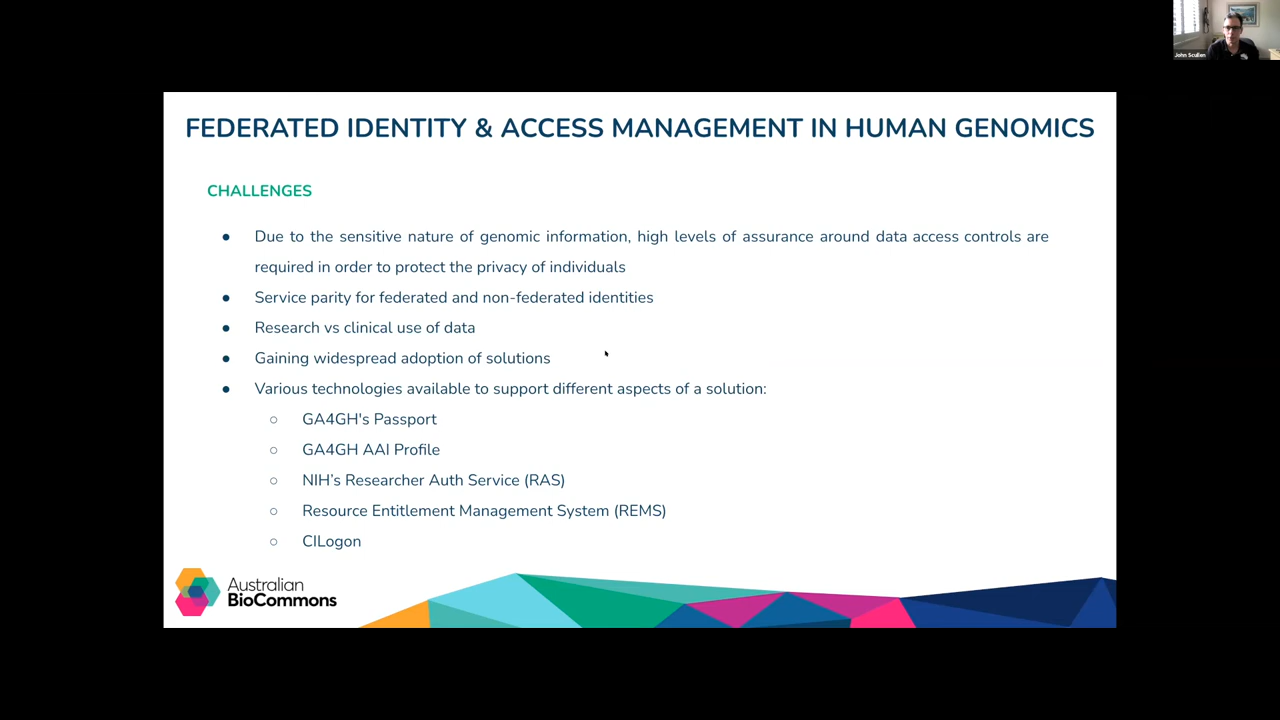 John Scullen
FEDERATED IDENTITY & ACCESS MANAGEMENT IN HUMAN GENOMICS
CHALLENGES
● Due to the sensitive nature of genomic information, high levels of assurance around data access controls are
required in order to protect the privacy of individuals
● Service parity for federated and non-federated identities
● Research vs clinical use of data
● Gaining widespread adoption of solutions
● Various technologies available to support different aspects of a solution:
○ GA4GH's Passport
○ GA4GH AAI Profile
○ NIH’s Researcher Auth Service (RAS)
○ Resource Entitlement Management System (REMS)
○ CILogon
Australian
BioCommons